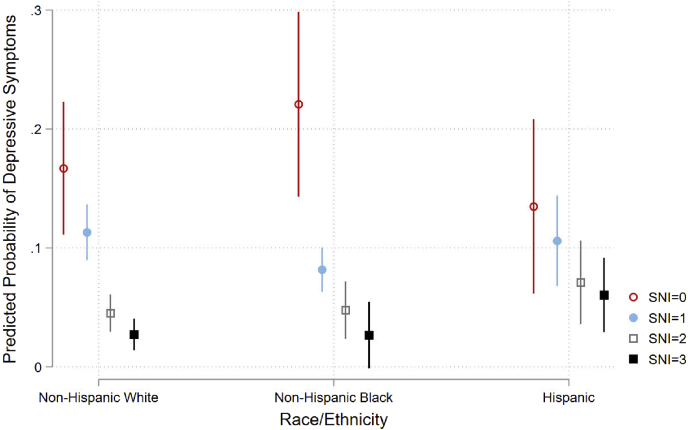 Predicted Probability of Depressive Symptoms
.3
.2
.1
0
Non-Hispanic White
Non-Hispanic Black
Hispanic
Race/Ethnicity
SNI=0
SNI=1
SNI=2
SNI=3